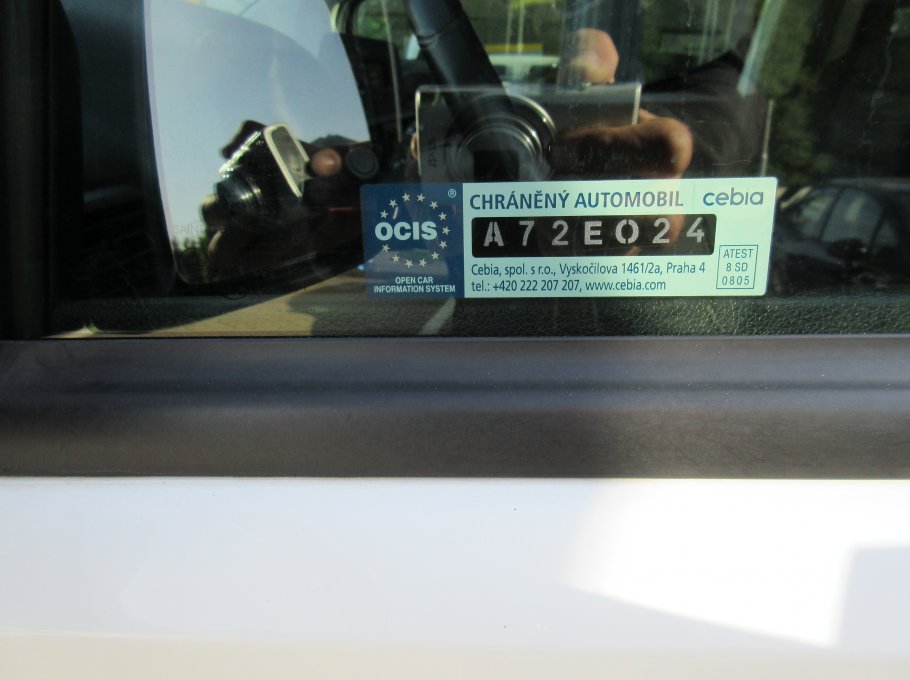 OCIS
®
OPEN CAR
INFORMATION SYSTEM
CHRÁNĚNÝ AUTOMOBIL
cebia
A72EO24
Cebia, spol. s r.o., Vyskočilova 1461/2a, Praha 4
tel.: +420 222 207 207, www.cebia.com
ATEST
8 SD
0805